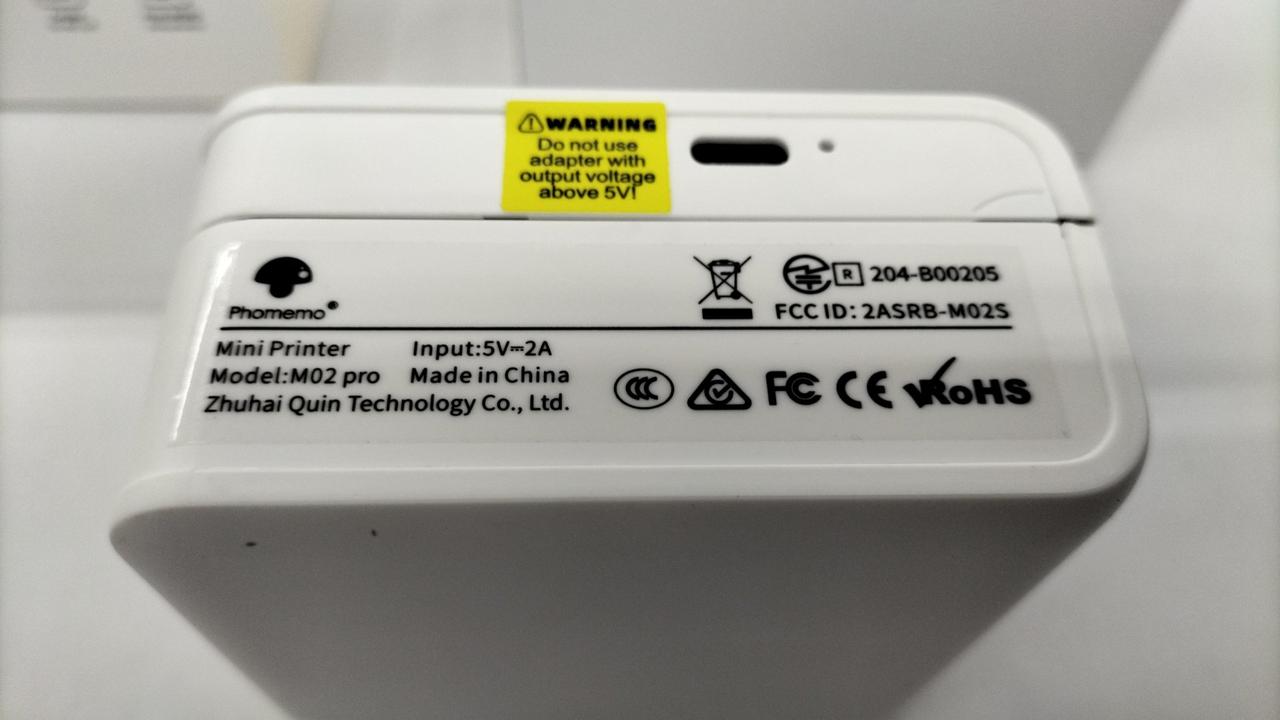 WARNING
Do not use
adapter with
output voltage
above 5V!
Phomemo®
R 204-B00205
FCC ID: 2ASRB-M02S
Mini Printer Input:5V⎓2A
Model:M02 pro Made in China
Zhuhai Quin Technology Co., Ltd.
CCC FC CE RoHS